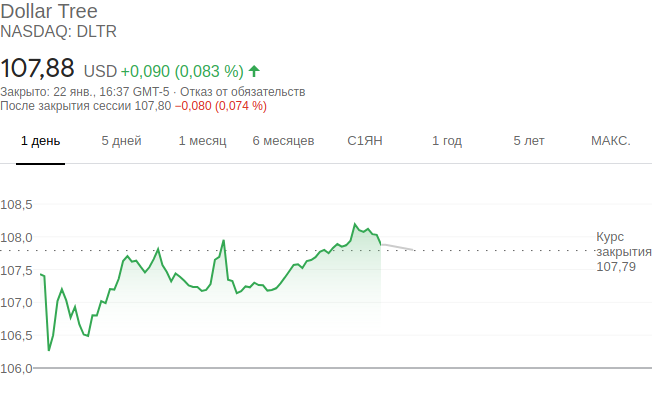 Dollar Tree
NASDAQ: DLTR
107,88 USD +0,090 (0,083 %)
Закрыто: 22 янв., 16:37 GMT-5 · Отказ от обязательств
После закрытия сессии 107,80 −0,080 (0,074 %)
1 день 5 дней 1 месяц 6 месяцев С1ЯН 1 год 5 лет МАКС.
108,5
108,0
107,5
107,0
106,5
106,0
Курс
закрытия
107,79